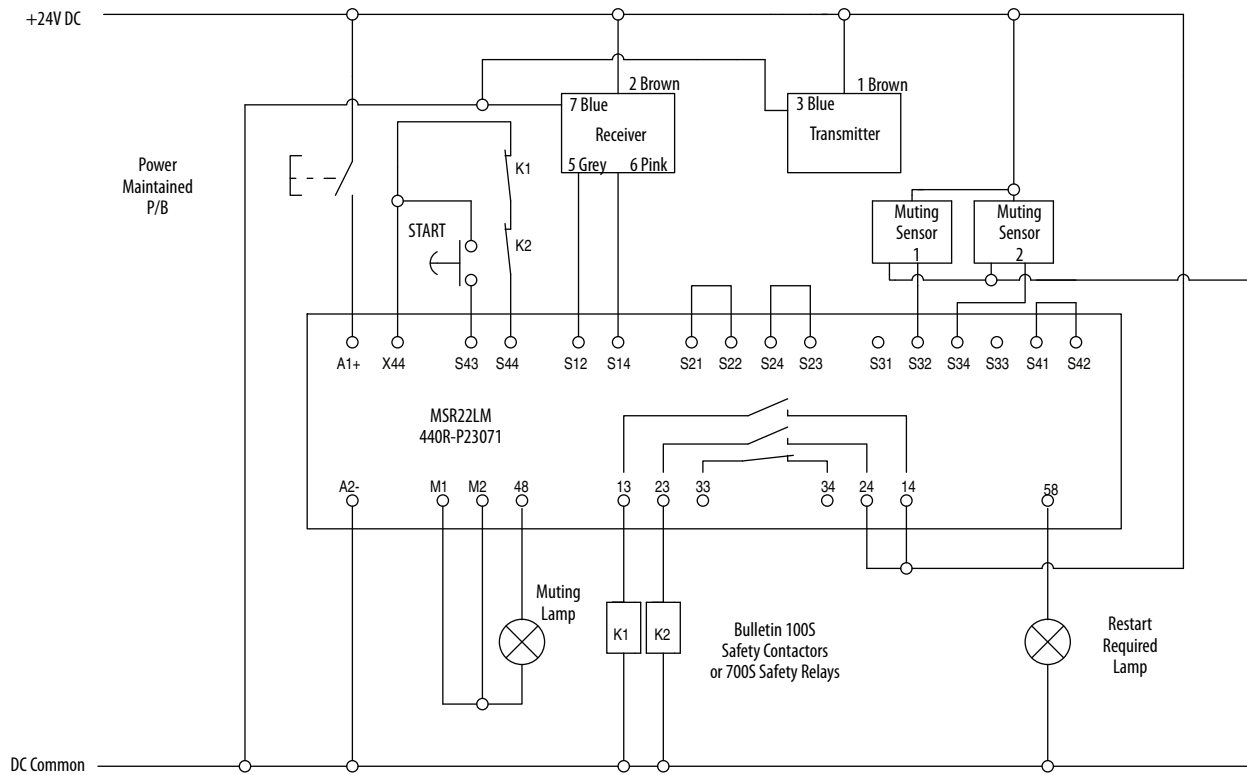 +24V DC
2 Brown
1 Brown
7 Blue
3 Blue
Receiver
Transmitter
5 Grey
6 Pink
Power
Maintained
P/B
K1
START
K2
Muting
Sensor
1
Muting
Sensor
2
A1+
X44
S43
S44
S12
S14
S21
S22
S24
S23
S31
S32
S34
S33
S41
S42
MSR22LM
440R-P23071
A2-
M1
M2
48
13
23
33
34
24
14
58
Muting
Lamp
K1
K2
Bulletin 100S
Safety Contactors
or 700S Safety Relays
Restart
Required
Lamp
DC Common